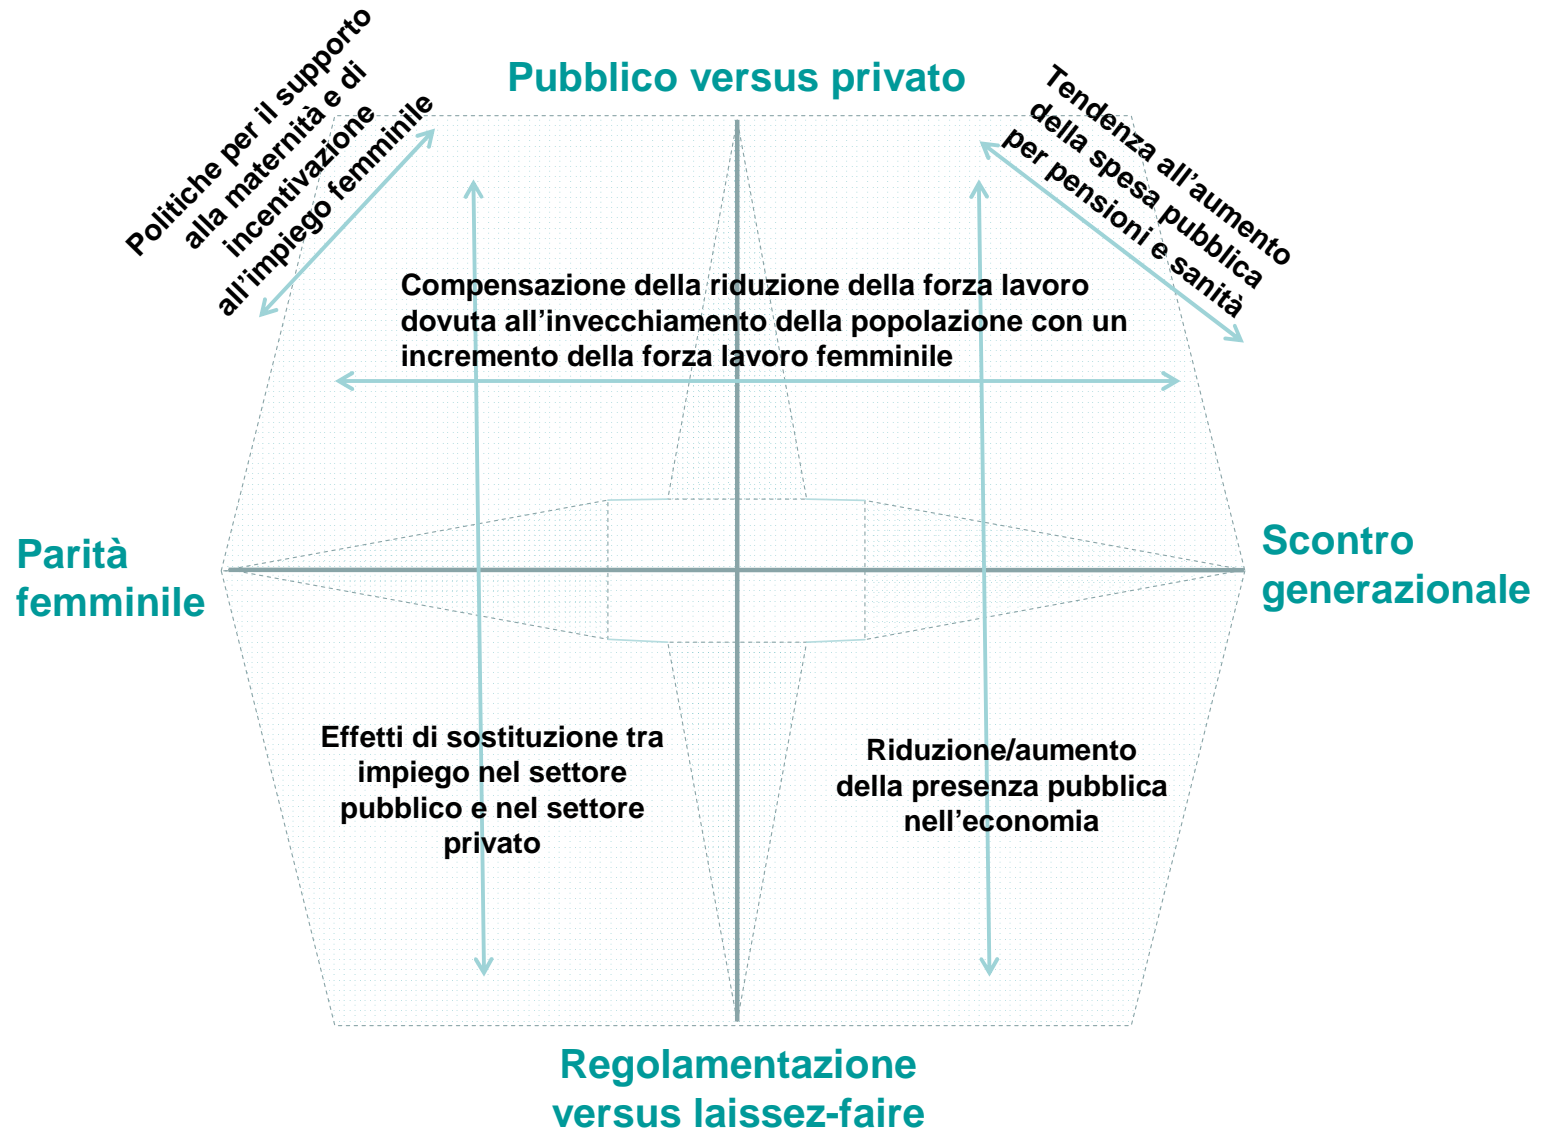 Pubblico versus privato
Politiche per il supporto
alla maternità e di
incentivazione
all'impiego femminile
Tendenza all'aumento
della spesa pubblica
per pensioni e sanità
Compensazione della riduzione della forza lavoro
dovuta all'invecchiamento della popolazione con un
incremento della forza lavoro femminile
Parità
femminile
Scontro
generazionale
Effetti di sostituzione tra
impiego nel settore
pubblico e nel settore
privato
Riduzione/aumento
della presenza pubblica
nell'economia
Regolamentazione
versus laissez-faire